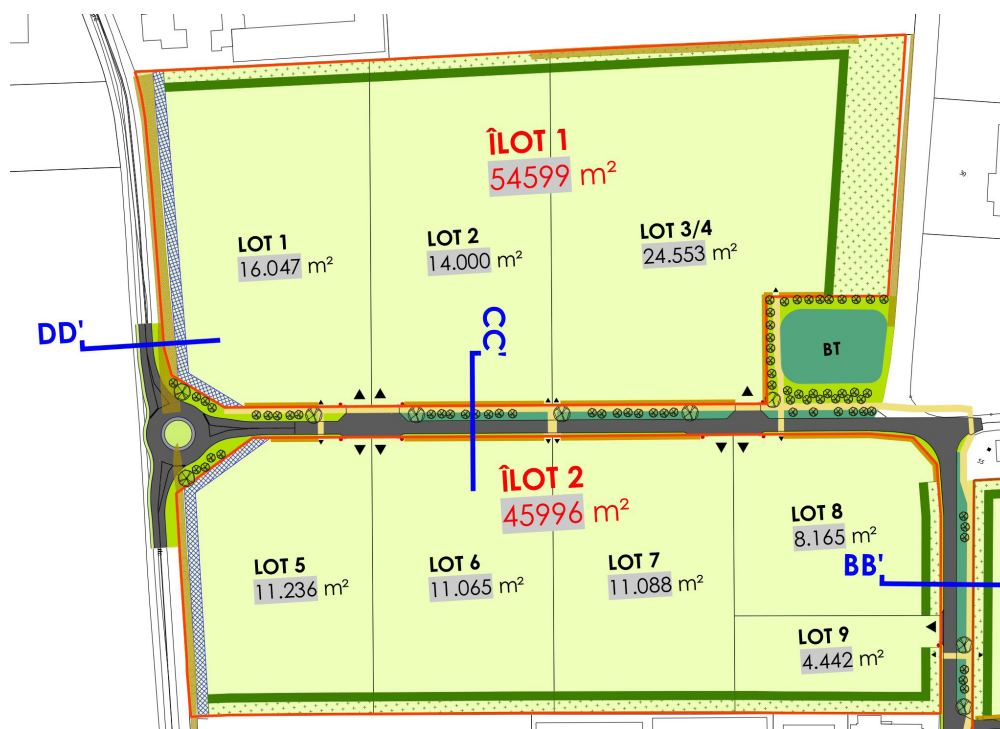 ÎLOT 1
54599 m²
LOT 1
16.047 m²
LOT 2
14.000 m²
LOT 3/4
24.553 m²
DD'
CC'
BT
ÎLOT 2
45996 m²
LOT 5
11.236 m²
LOT 6
11.065 m²
LOT 7
11.088 m²
LOT 8
8.165 m²
BB'
LOT 9
4.442 m²